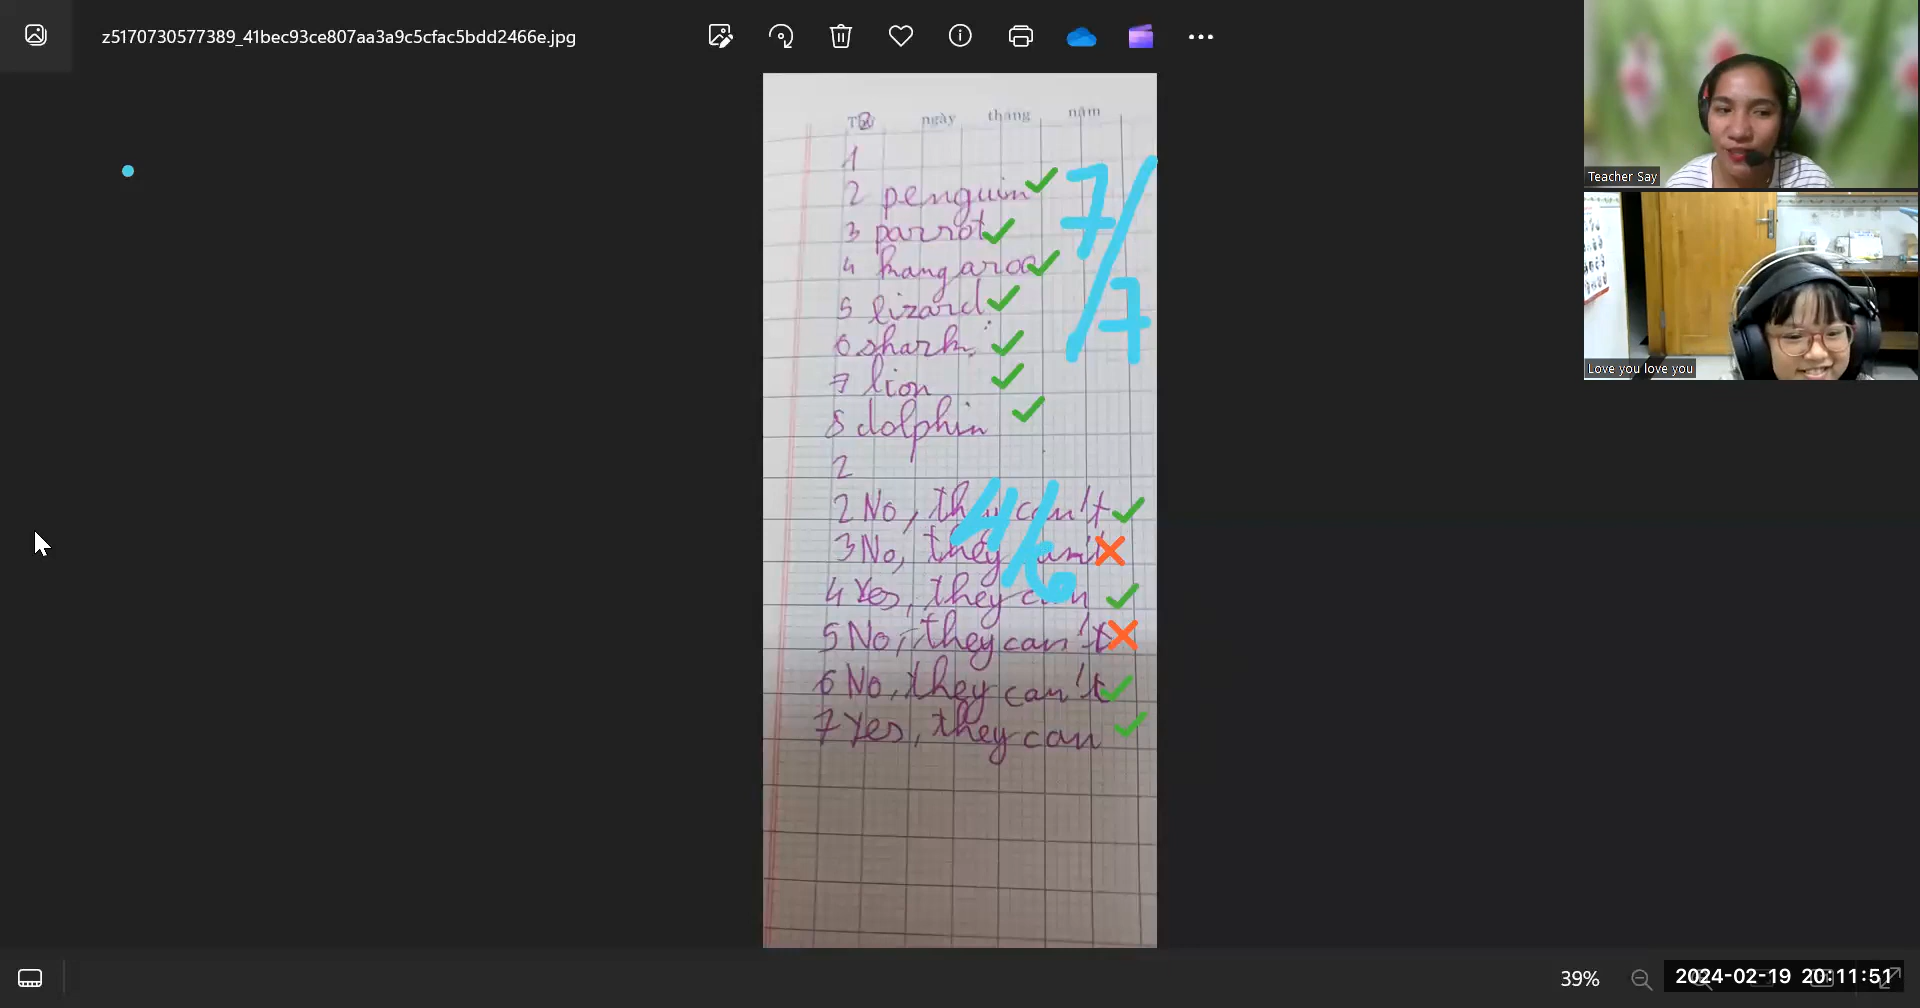 z5170730577389_41bec93ce807aa3a9c5cfac5bdd2466e.jpg
Thứ ngày tháng năm
1
2 penguin
3 parrot
4 kangaroo
5 lizard
6 shark
7 lion
8 dolphin
7/7
2
2 No, they can't
3 No, they can't
4 Yes, they can
5 No, they can't
6 No, they can't
7 Yes, they can
4/6
Teacher Say
Love you love you
39%
2024-02-19 20:11:51